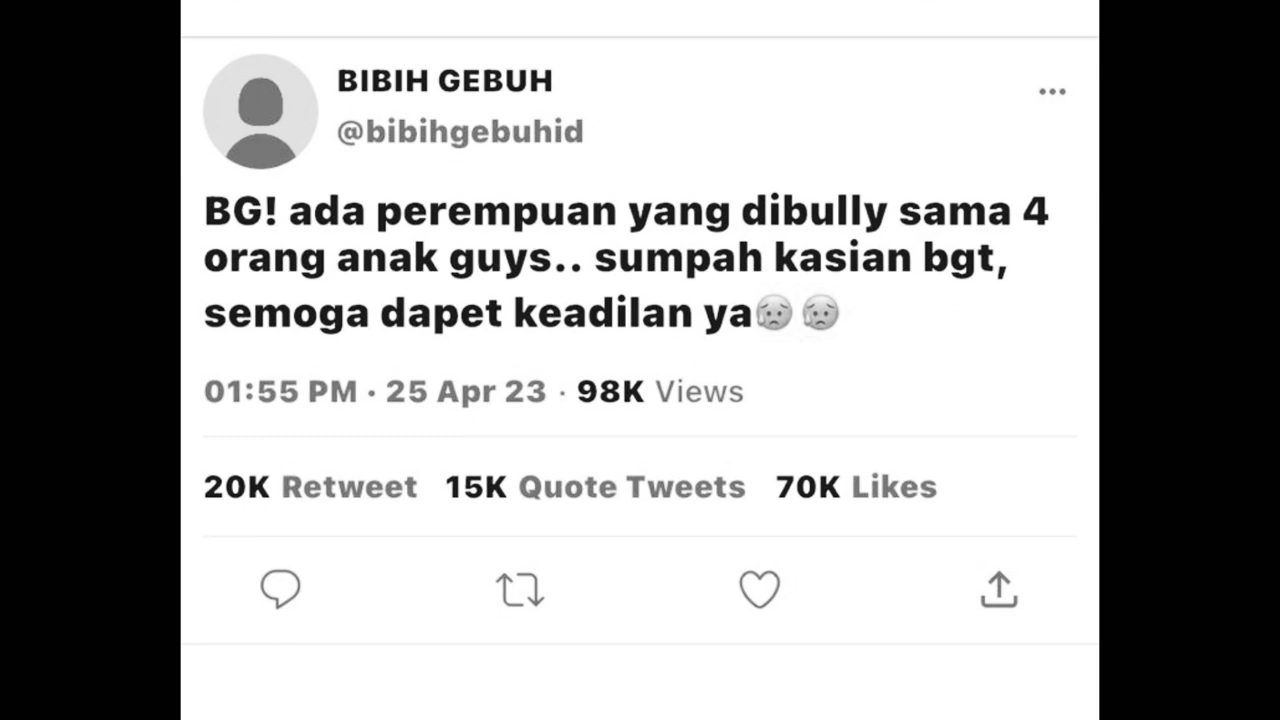 BIBIH GEBUH
@bibihgebuhid
BG! ada perempuan yang dibully sama 4
orang anak guys.. sumpah kasian bgt,
semoga dapet keadilan ya😥😥
01:55 PM · 25 Apr 23 · 98K Views
20K Retweet 15K Quote Tweets 70K Likes